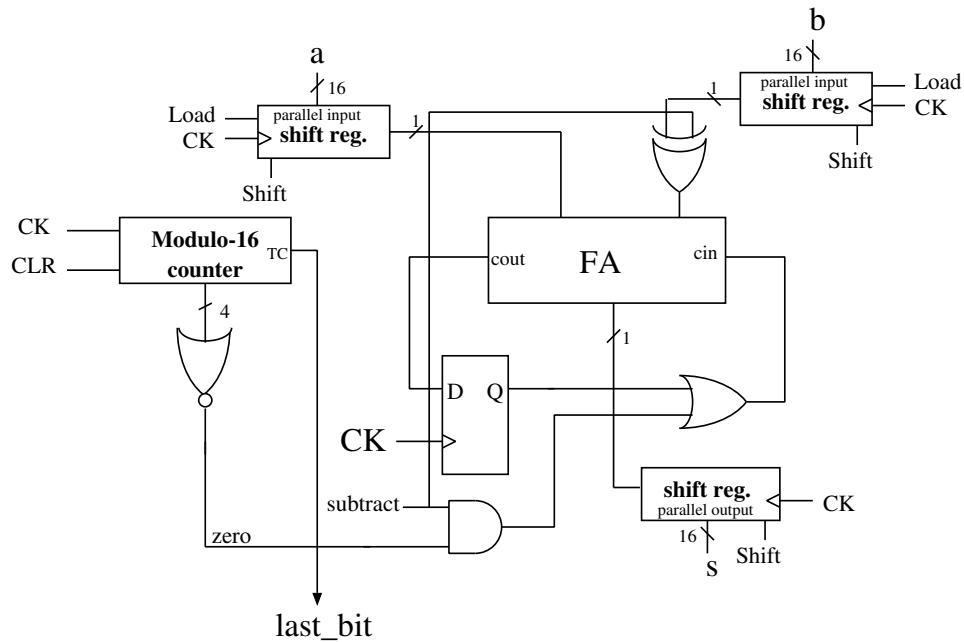 b
16
a
16
parallel input
shift reg.
Load
CK
1
Load
CK
parallel input
shift reg.
1
Shift
Shift
CK
CLR
Modulo-16
counter
TC
cout
FA
cin
4
1
D
Q
CK
subtract
shift reg.
parallel output
CK
zero
16
Shift
s
last_bit